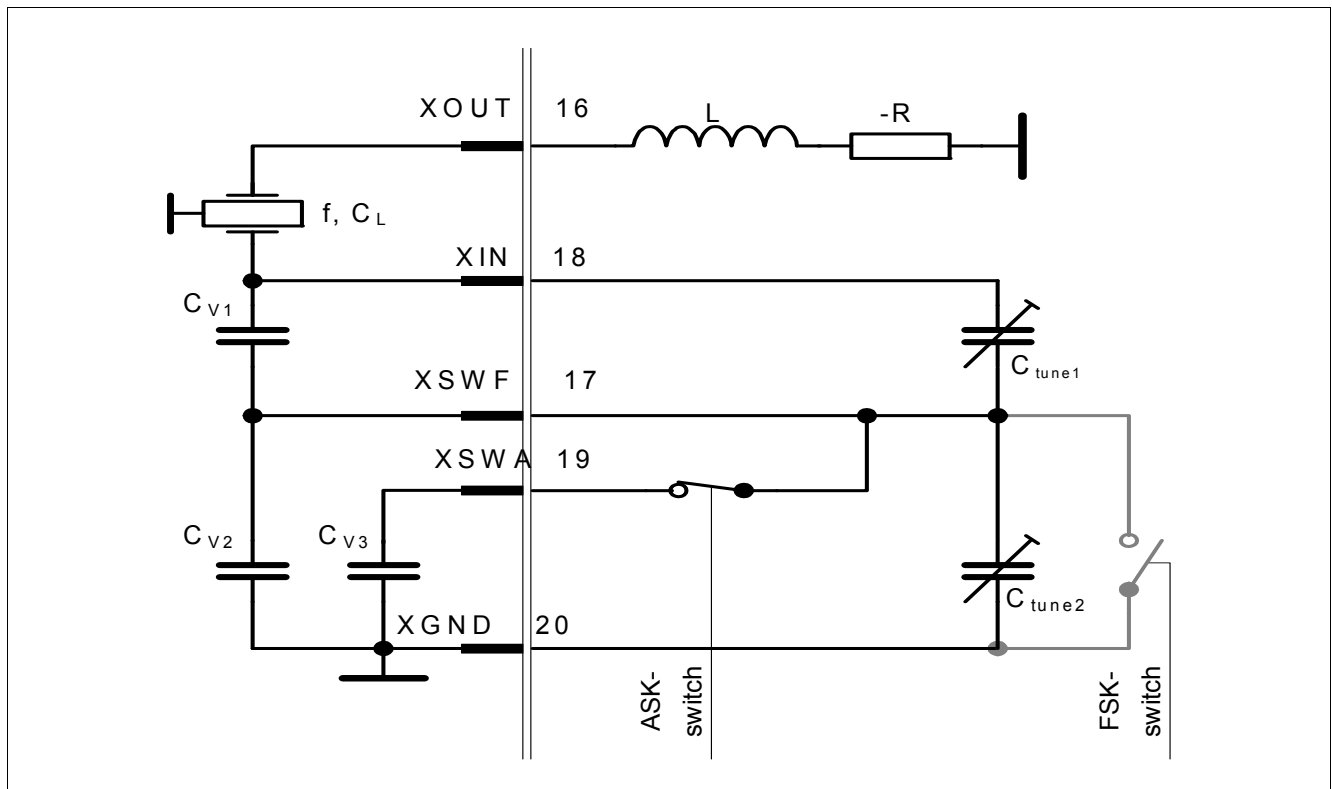 XOUT 16
L
-R
f, CL
XIN 18
CV1
Ctune1
XSWF 17
XSWA 19
CV2
CV3
Ctune2
XGND 20
ASK-
switch
FSK-
switch